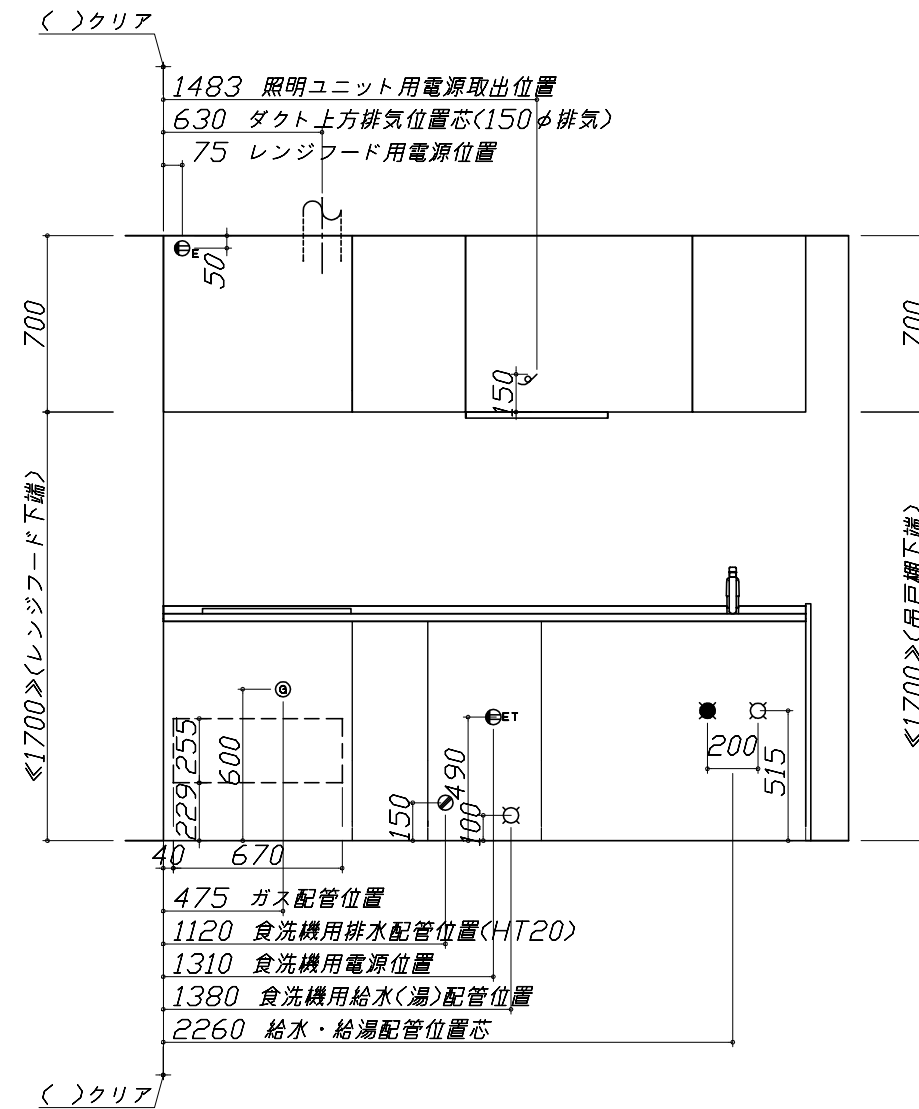 ( )クリア
1483 照明ユニット用電源取出位置
630 ダクト上方排気位置芯(150φ排気)
75 レンジフード用電源位置
E
50
700
700
150
≪1700≫(レンジフード下端)
≪1700≫(吊戸棚下端)
G
ET
600
255
229
490
150
100
200
515
40 670
475 ガス配管位置
1120 食洗機用排水配管位置(HT20)
1310 食洗機用電源位置
1380 食洗機用給水(湯)配管位置
2260 給水・給湯配管位置芯
( )クリア